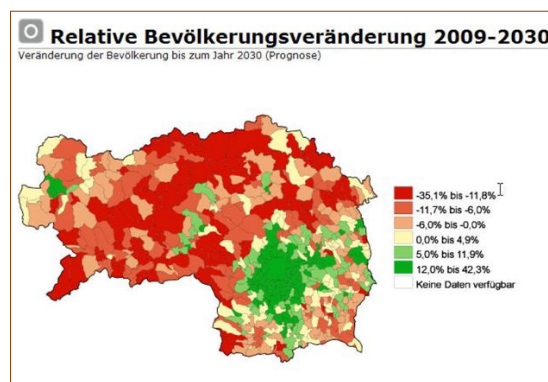 Relative Bevölkerungsveränderung 2009-2030
Veränderung der Bevölkerung bis zum Jahr 2030 (Prognose)
-35,1% bis -11,8%
-11,7% bis -6,0%
-6,0% bis -0,0%
0,0% bis 4,9%
5,0% bis 11,9%
12,0% bis 42,3%
Keine Daten verfügbar